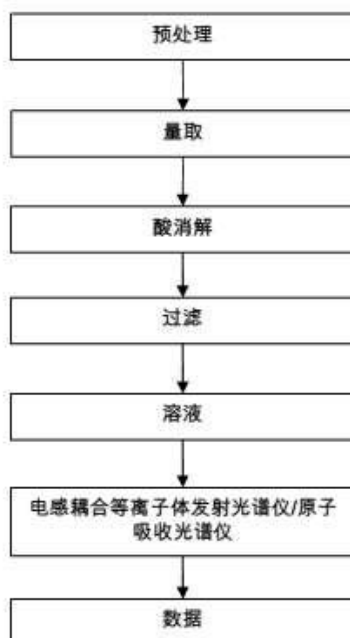 预处理
量取
酸消解
过滤
溶液
电感耦合等离子体发射光谱仪/原子
吸收光谱仪
数据